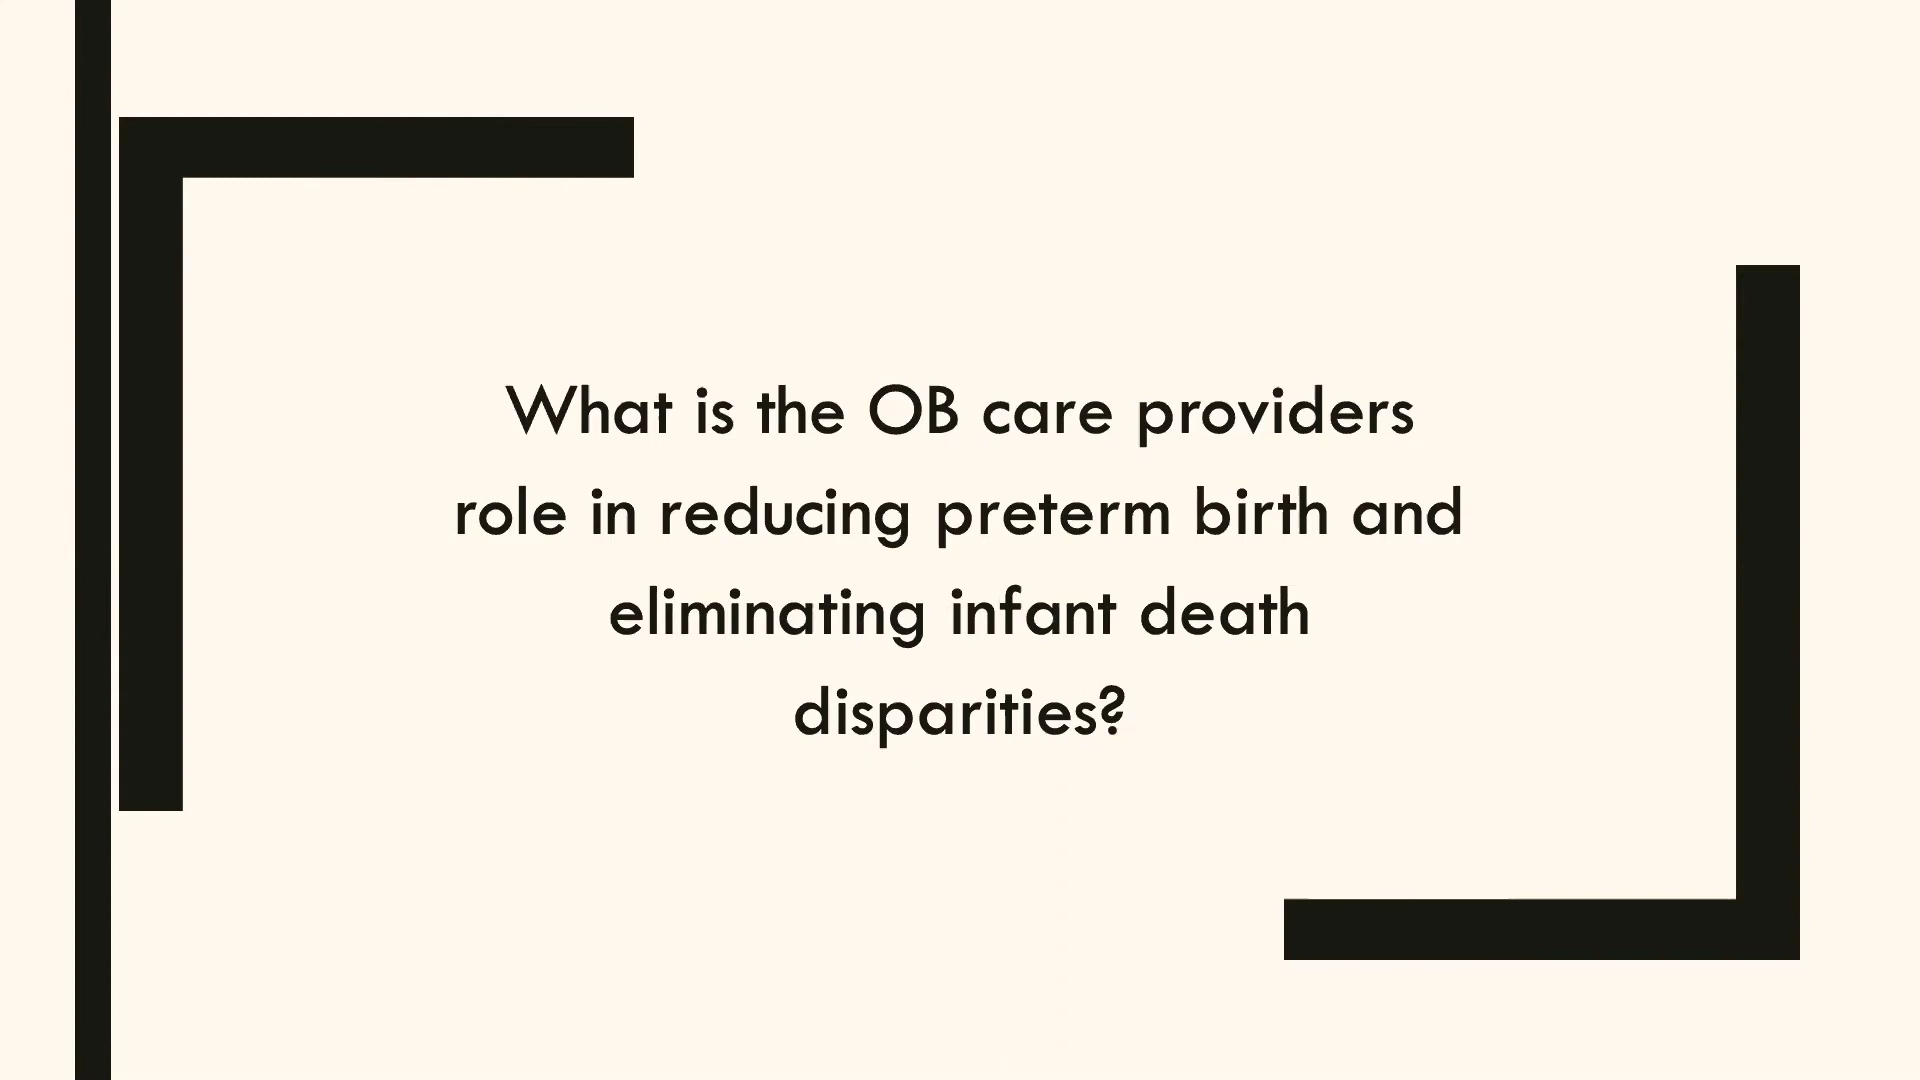 What is the OB care providers
role in reducing preterm birth and
eliminating infant death
disparities?